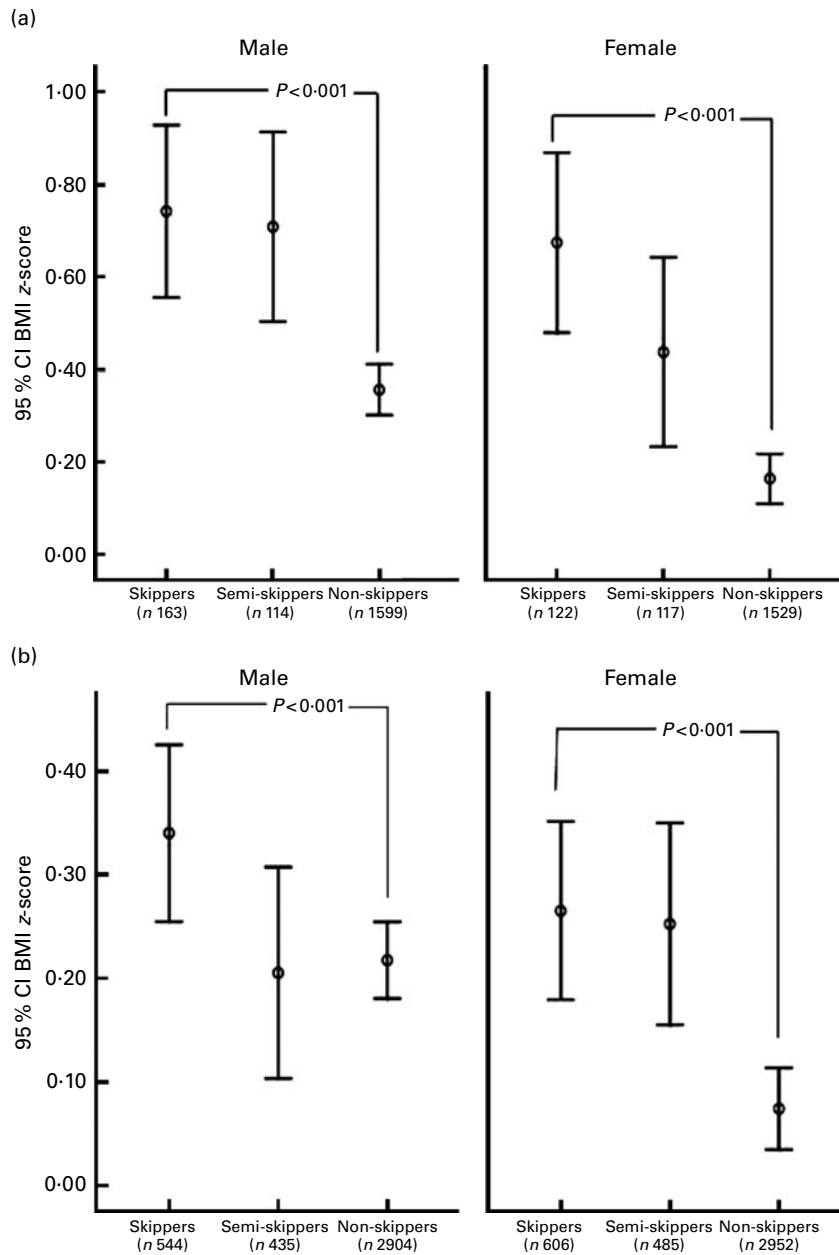 (a)
Male
Female
1·00
P<0·001
P<0·001
0·80
0·60
0·40
0·20
0·00
95 % CI BMI z-score
Skippers
(n 163)
Semi-skippers
(n 114)
Non-skippers
(n 1599)
Skippers
(n 122)
Semi-skippers
(n 117)
Non-skippers
(n 1529)
(b)
Male
Female
P<0·001
P<0·001
0·40
0·30
0·20
0·10
0·00
95 % CI BMI z-score
Skippers
(n 544)
Semi-skippers
(n 435)
Non-skippers
(n 2904)
Skippers
(n 606)
Semi-skippers
(n 485)
Non-skippers
(n 2952)